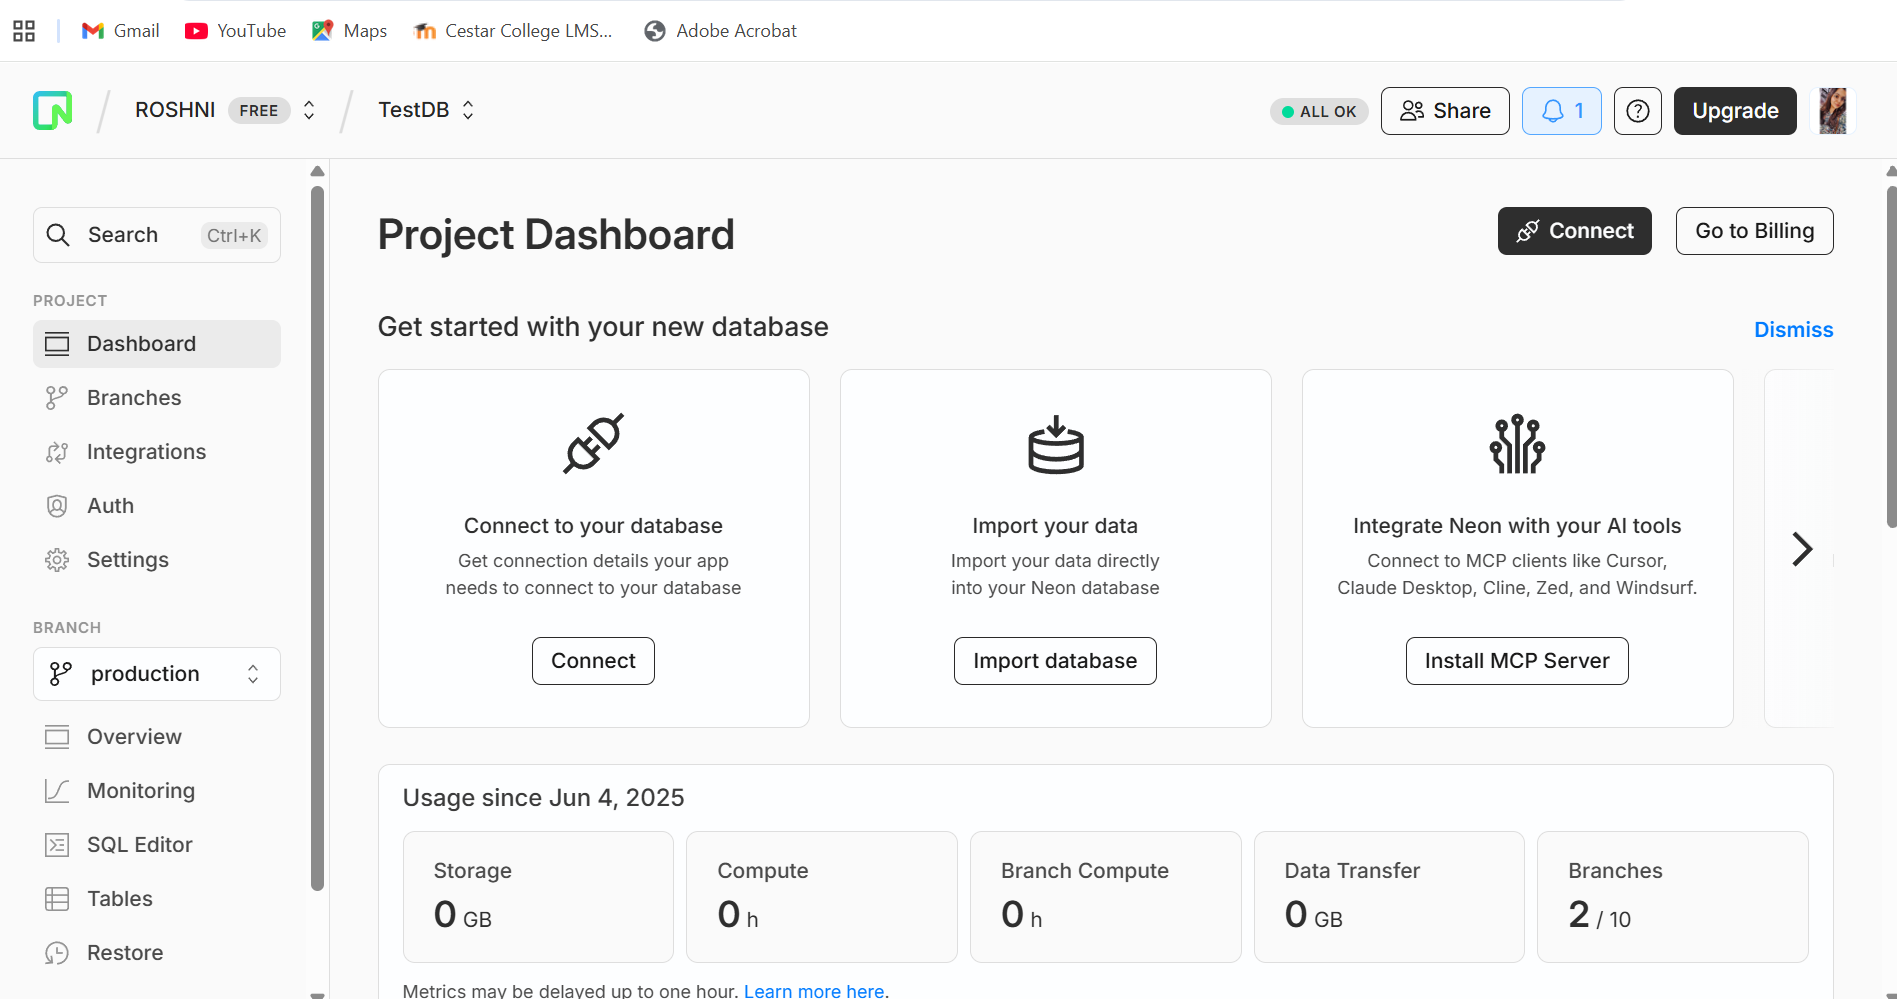 Gmail
YouTube
Maps
Cestar College LMS...
Adobe Acrobat
ROSHNI FREE
TestDB
ALL OK
Share
1
Upgrade
Search Ctrl+K
PROJECT
Dashboard
Branches
Integrations
Auth
Settings
BRANCH
production
Overview
Monitoring
SQL Editor
Tables
Restore
Project Dashboard
Connect
Go to Billing
Get started with your new database
Dismiss
Connect to your database
Get connection details your app
needs to connect to your database
Connect
Import your data
Import your data directly
into your Neon database
Import database
Integrate Neon with your AI tools
Connect to MCP clients like Cursor,
Claude Desktop, Cline, Zed, and Windsurf.
Install MCP Server
Usage since Jun 4, 2025
Storage
0 GB
Compute
0 h
Branch Compute
0 h
Data Transfer
0 GB
Branches
2 / 10
Metrics may be delayed up to one hour. Learn more here.